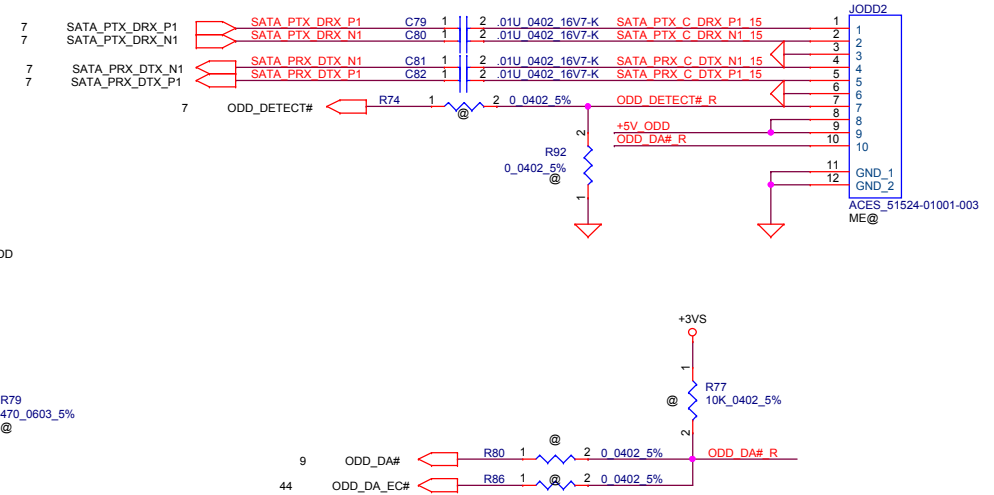 JODD2
7 SATA_PTX_DRX_P1 SATA_PTX_DRX_P1 C79 1 2 .01U_0402_16V7-K SATA_PTX_C_DRX_P1_15 1 1
7 SATA_PTX_DRX_N1 SATA_PTX_DRX_N1 C80 1 2 .01U_0402_16V7-K SATA_PTX_C_DRX_N1_15 2 2
3 3
7 SATA_PRX_DTX_N1 SATA_PRX_DTX_N1 C81 1 2 .01U_0402_16V7-K SATA_PRX_C_DTX_N1_15 4 4
7 SATA_PRX_DTX_P1 SATA_PRX_DTX_P1 C82 1 2 .01U_0402_16V7-K SATA_PRX_C_DTX_P1_15 5 5
6 6
7 ODD_DETECT# R74 1 2 0_0402_5% ODD_DETECT#_R 7 7
@
8 8
+5V_ODD 9 9
2
ODD_DA#_R 10 10
R92
0_0402_5%
@
1
11 GND_1
12 GND_2
ACES_51524-01001-003
ME@
OD
+3VS
1
R77
@ 10K_0402_5%
2
R79
470_0603_5%
@
@
9 ODD_DA# R80 1 2 0_0402_5% ODD_DA#_R
44 ODD_DA_EC# R86 1 @ 2 0_0402_5%